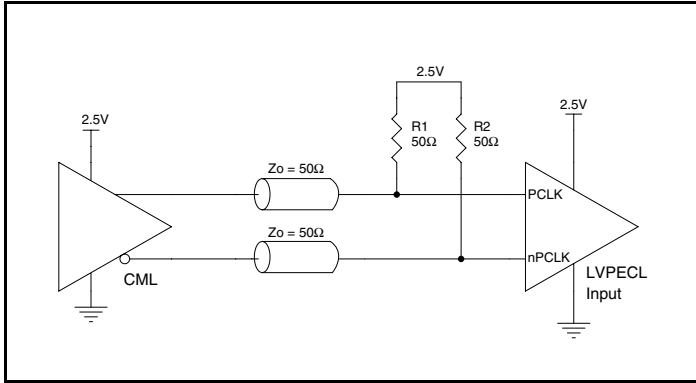 2.5V
2.5V
2.5V
R1
50Ω
R2
50Ω
Zo = 50Ω
PCLK
Zo = 50Ω
nPCLK
CML
LVPECL
Input